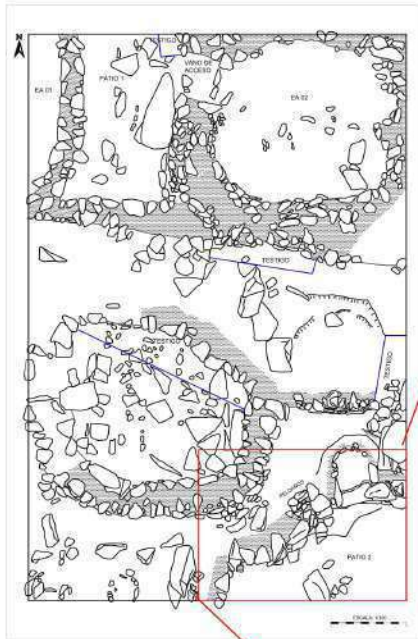 N
TESTIGO
VANO DE
ACCESO
PATIO 1
EA 01
EA 02
TESTIGO
TESTIGO
TESTIGO
PATIO 2